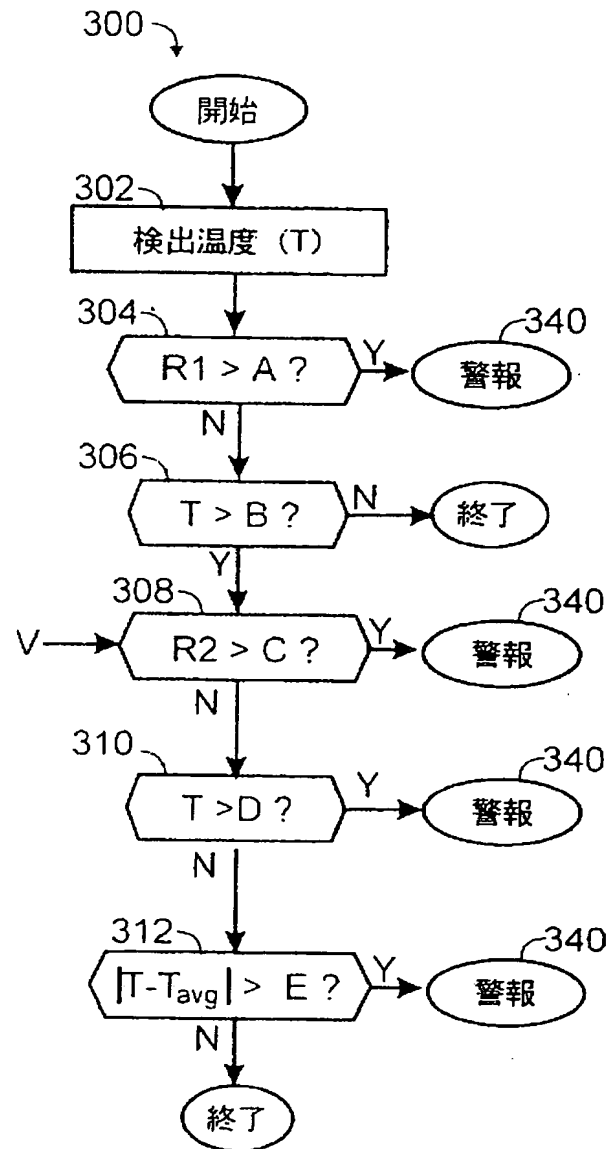 300
開始
302
検出温度 (T)
304
R1 > A ?
Y
340
警報
N
306
T > B ?
N
終了
Y
308
V
R2 > C ?
Y
340
警報
N
310
T >D ?
Y
340
警報
N
312
|T-Tavg| > E ?
Y
340
警報
N
終了